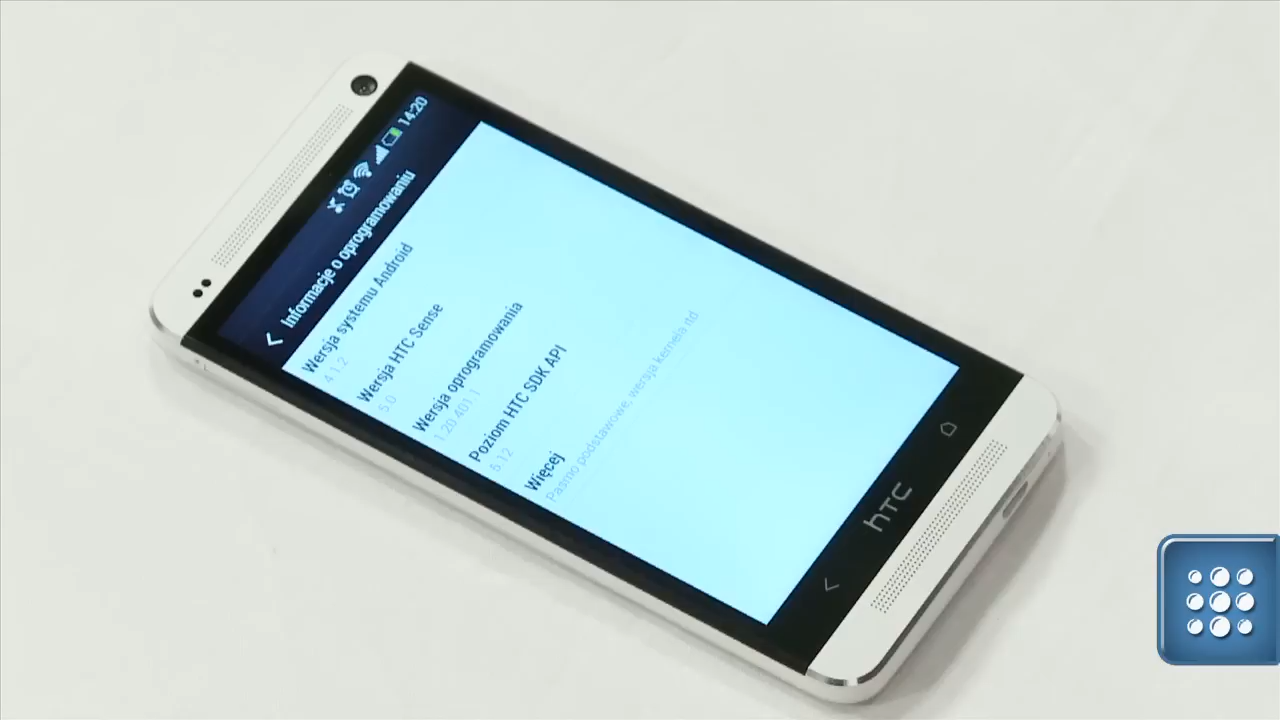 14:20
Informacje o oprogramowaniu
Wersja systemu Android
4.1.2
Wersja HTC Sense
5.0
Wersja oprogramowania
1.20.401.1
Poziom HTC SDK API
5.12
Więcej
Pasmo podstawowe, wersja kernela itd
hTC